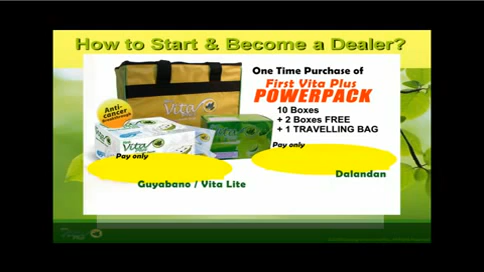 How to Start & Become a Dealer?
One Time Purchase of
First Vita Plus
POWERPACK
10 Boxes
+ 2 Boxes FREE
+ 1 TRAVELLING BAG
Anti-
cancer
Vita
Pay only
Pay only
Dalandan
Guyabano / Vita Lite